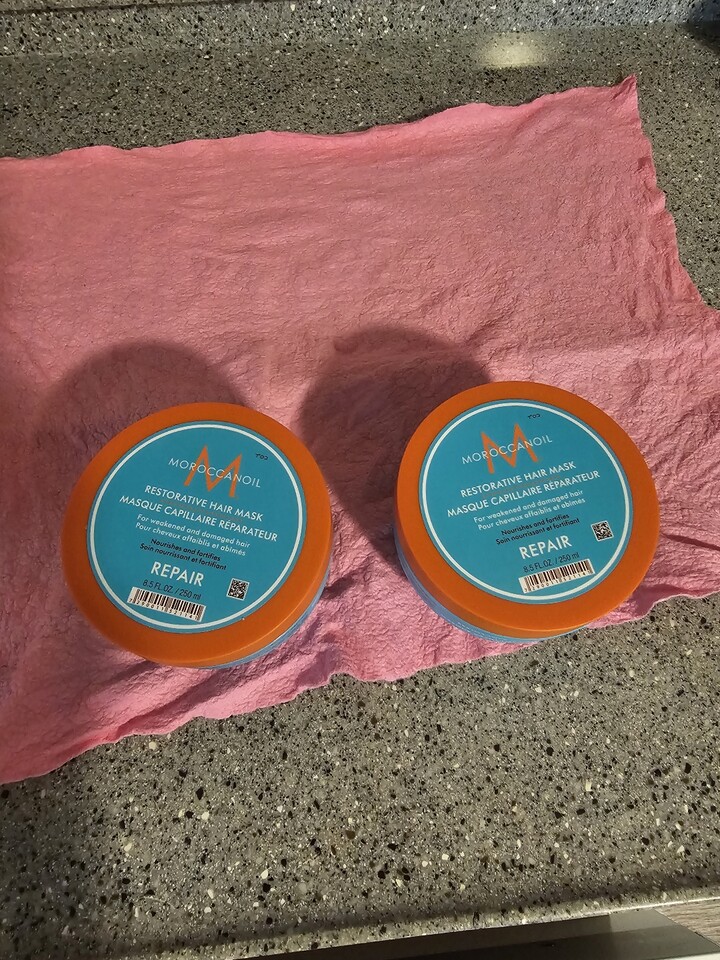 M
MOROCCANOIL
RESTORATIVE HAIR MASK
MASQUE CAPILLAIRE RÉPARATEUR
For weakened and damaged hair
Pour cheveux affaiblis et abîmés
Nourishes and fortifies
Soin nourrissant et fortifiant
REPAIR
8.5 FL.OZ. / 250 ml
M
MOROCCANOIL
RESTORATIVE HAIR MASK
MASQUE CAPILLAIRE RÉPARATEUR
For weakened and damaged hair
Pour cheveux affaiblis et abîmés
Nourishes and fortifies
Soin nourrissant et fortifiant
REPAIR
8.5 FL.OZ. / 250 ml